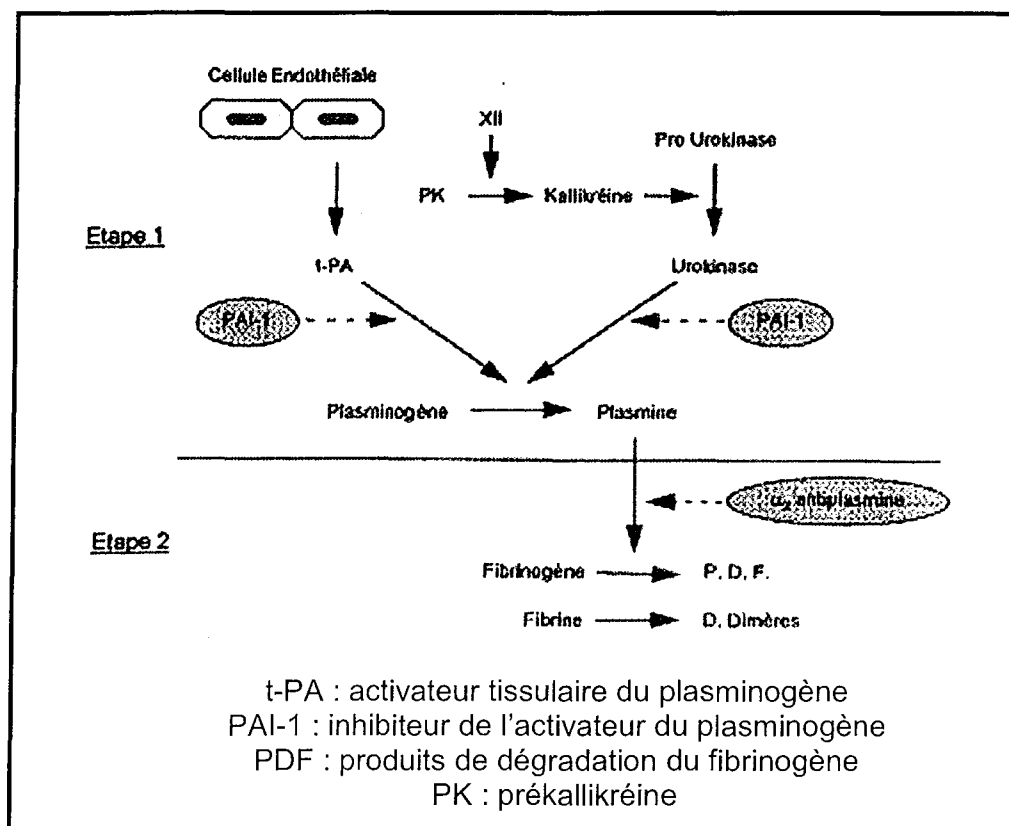 Cellule Endothéliale
XII
Pro Urokinase
PK
Kallikréine
Etape 1
t-PA
Urokinase
PAI-1
PAI-1
Plasminogène
Plasmine
α₂ antiplasmine
Etape 2
Fibrinogène
P. D. F.
Fibrine
D. Dimères
t-PA : activateur tissulaire du plasminogène
PAI-1 : inhibiteur de l'activateur du plasminogène
PDF : produits de dégradation du fibrinogène
PK : prékallikréine